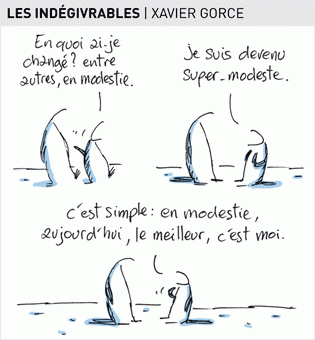 LES INDÉGIVRABLES | XAVIER GORCE
En quoi ai-je
changé? entre
autres, en modestie.
je suis devenu
super-modeste.
c'est simple: en modestie,
aujourd'hui, le meilleur, c'est moi.